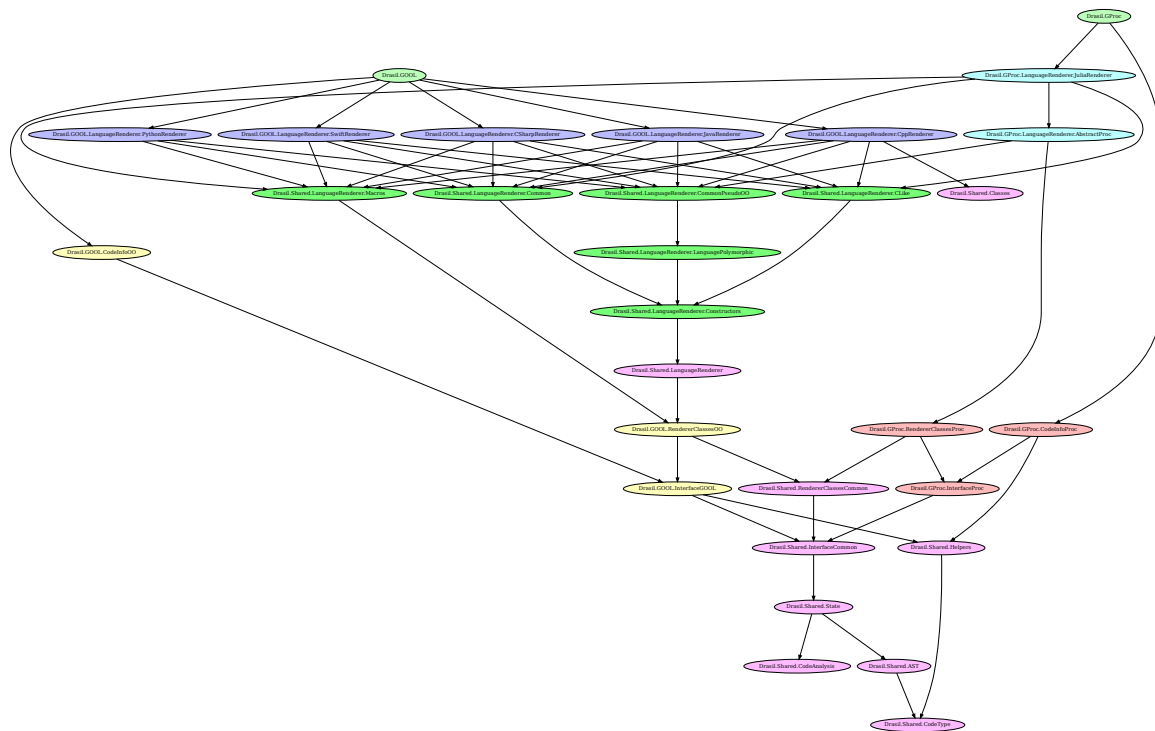 Drasil.GProc
Drasil.GOOL
Drasil.GProc.LanguageRenderer.JuliaRenderer
Drasil.GOOL.LanguageRenderer.PythonRenderer
Drasil.GOOL.LanguageRenderer.SwiftRenderer
Drasil.GOOL.LanguageRenderer.CSharpRenderer
Drasil.GOOL.LanguageRenderer.JavaRenderer
Drasil.GOOL.LanguageRenderer.CppRenderer
Drasil.GProc.LanguageRenderer.AbstractProc
Drasil.Shared.LanguageRenderer.Macros
Drasil.Shared.LanguageRenderer.Common
Drasil.Shared.LanguageRenderer.CommonPseudoOO
Drasil.Shared.LanguageRenderer.CLike
Drasil.Shared.Classes
Drasil.GOOL.CodeInfoOO
Drasil.Shared.LanguageRenderer.LanguagePolymorphic
Drasil.Shared.LanguageRenderer.Constructors
Drasil.Shared.LanguageRenderer
Drasil.GOOL.RendererClassesOO
Drasil.GProc.RendererClassesProc
Drasil.GProc.CodeInfoProc
Drasil.GOOL.InterfaceGOOL
Drasil.Shared.RendererClassesCommon
Drasil.GProc.InterfaceProc
Drasil.Shared.InterfaceCommon
Drasil.Shared.Helpers
Drasil.Shared.State
Drasil.Shared.CodeAnalysis
Drasil.Shared.AST
Drasil.Shared.CodeType